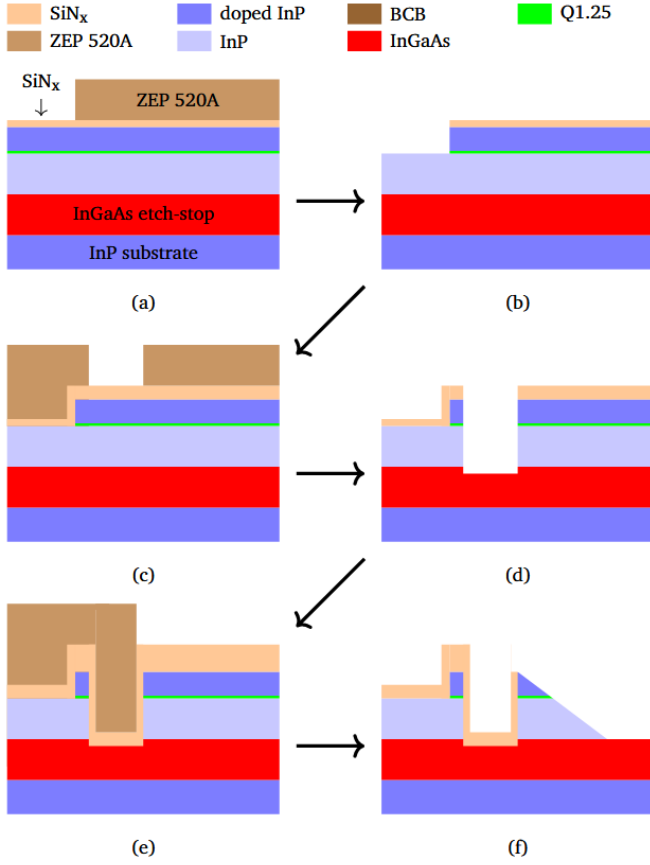 SiNx doped InP BCB Q1.25
ZEP 520A InP InGaAs
SiNx
↓
ZEP 520A
InGaAs etch-stop
InP substrate
(a) (b)
(c) (d)
(e) (f)